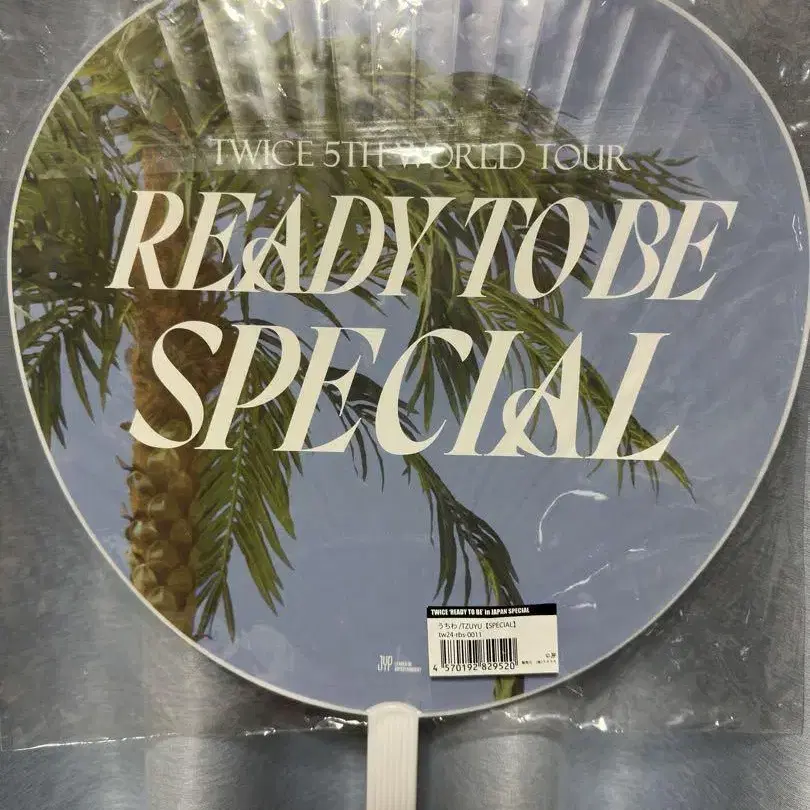 TWICE 5TH WORLD TOUR
READY TO BE
SPECIAL
TWICE 'READY TO BE' in JAPAN SPECIAL
うちわ/TZUYU【SPECIAL】
tw24-rbs-0011
4 570192 829520
JYP